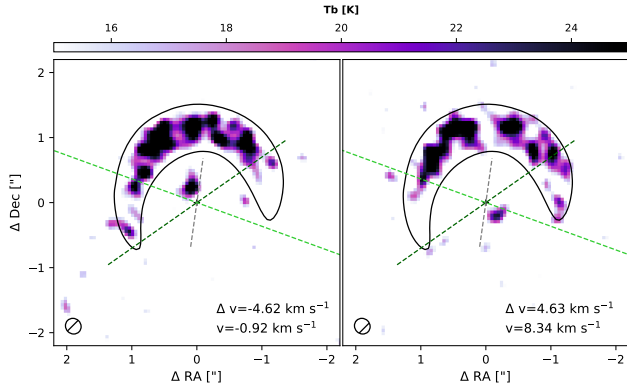 Tb [K]
16 18 20 22 24
2
1
0
−1
−2
Δ Dec ["]
Δ v=-4.62 km s⁻¹
v=-0.92 km s⁻¹
Δ v=4.63 km s⁻¹
v=8.34 km s⁻¹
2 1 0 −1 −2 2 1 0 −1 −2
Δ RA ["] Δ RA ["]